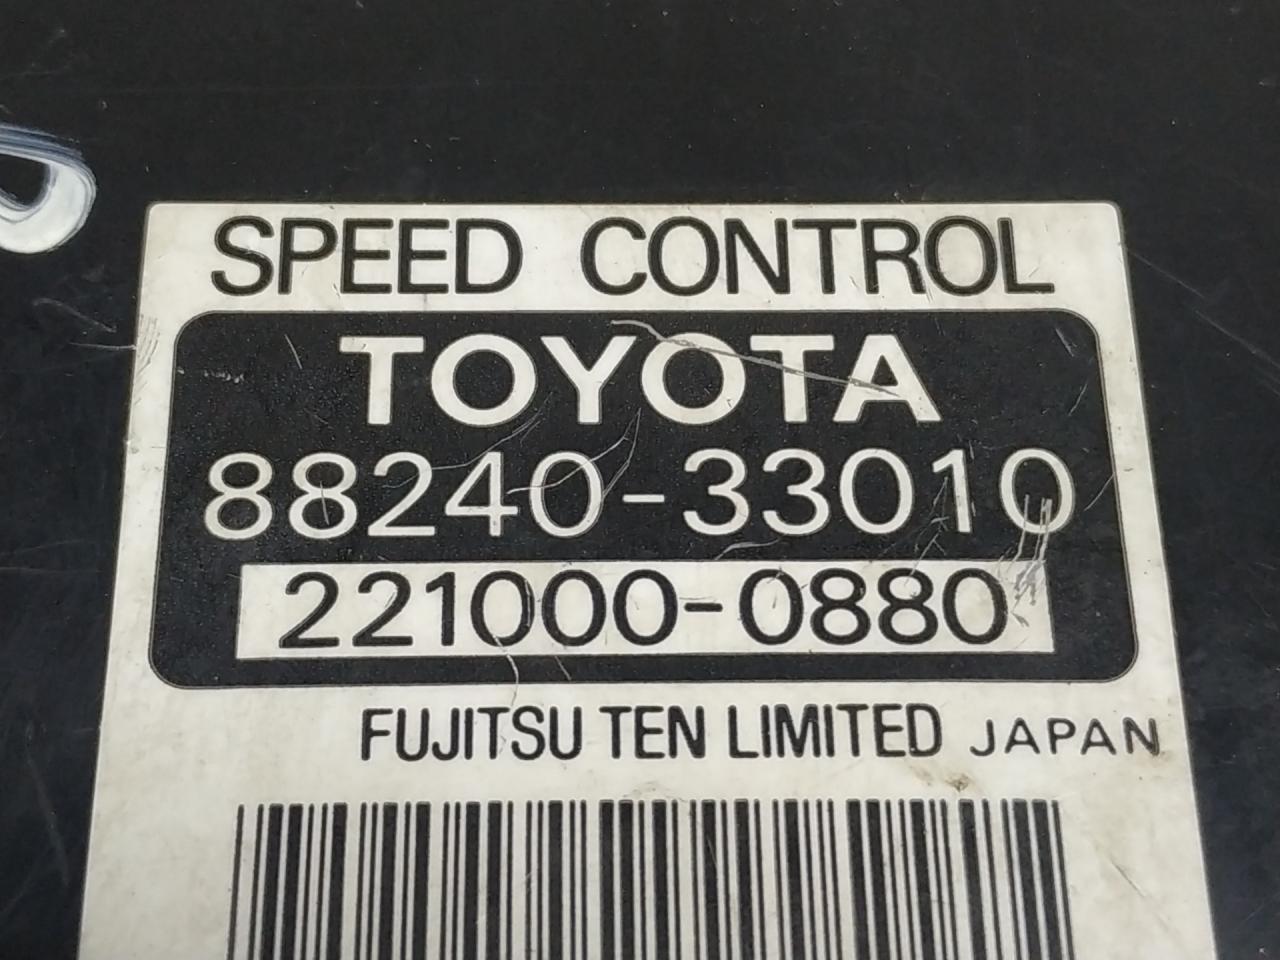 SPEED CONTROL
TOYOTA
88240-33010
221000-0880
FUJITSU TEN LIMITED JAPAN